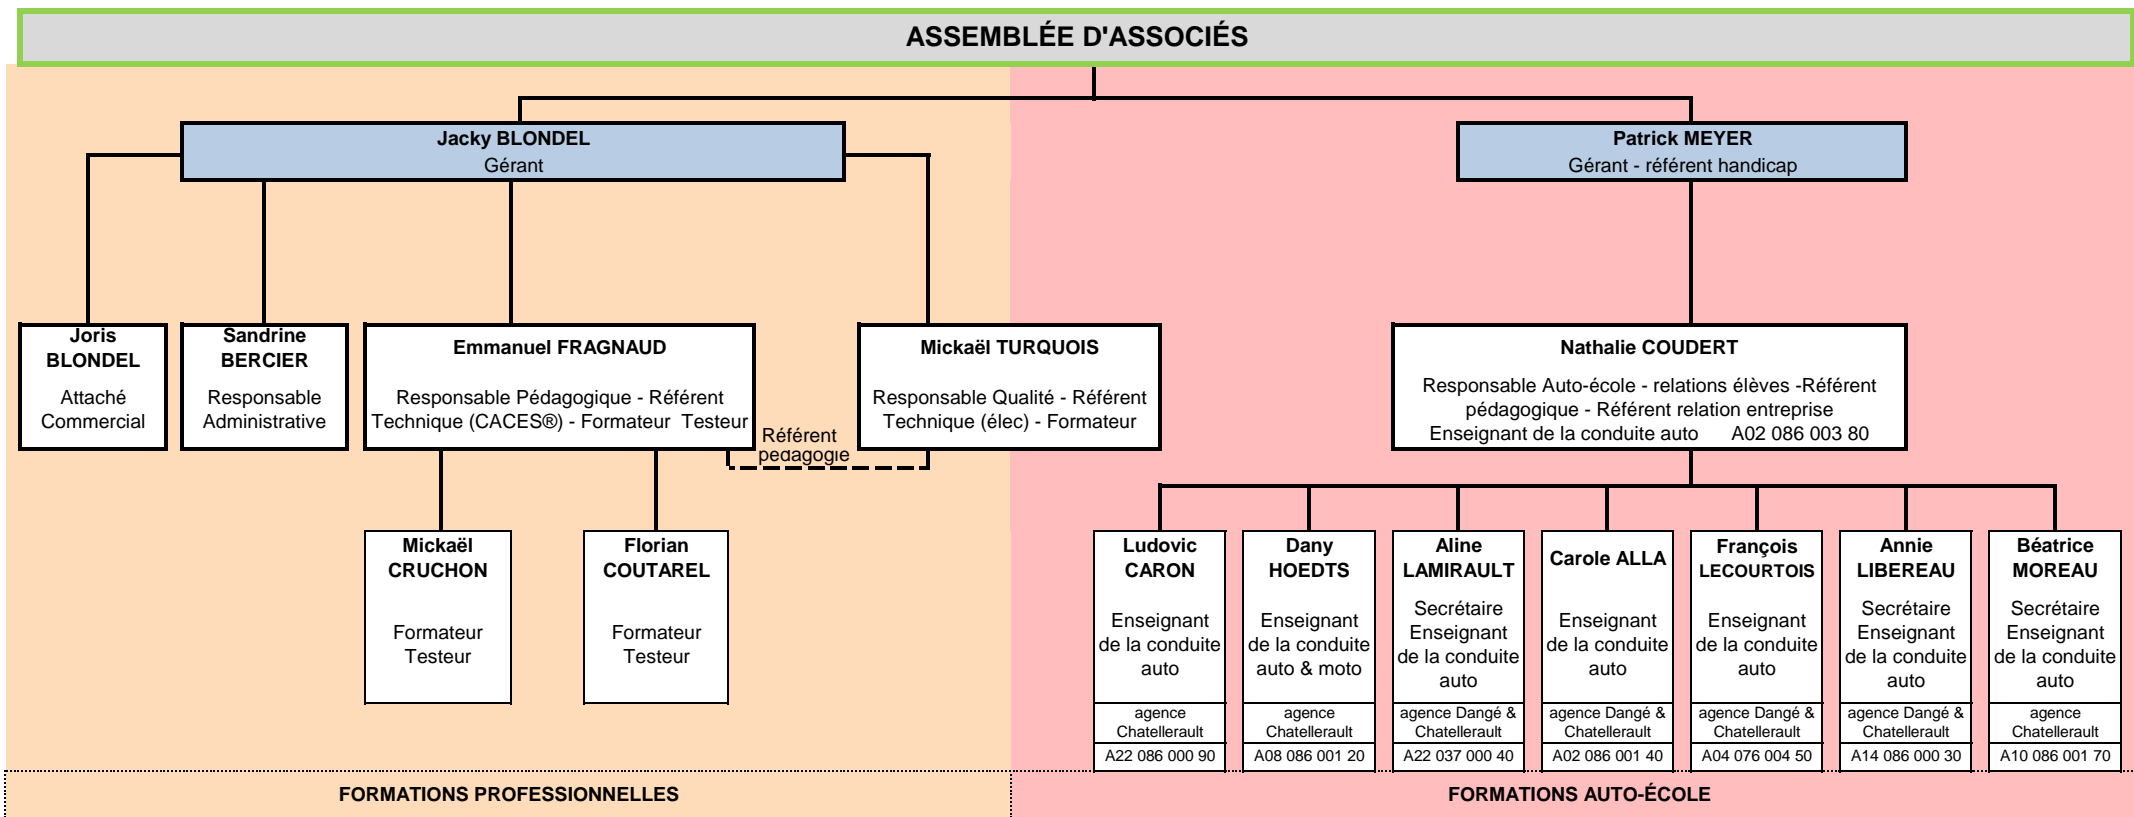 ASSEMBLÉE D'ASSOCIÉS
Jacky BLONDEL
Gérant
Patrick MEYER
Gérant - référent handicap
Joris
BLONDEL
Attaché
Commercial
Sandrine
BERCIER
Responsable
Administrative
Emmanuel FRAGNAUD
Responsable Pédagogique - Référent
Technique (CACES®) - Formateur  Testeur
Référent
pédagogie
Mickaël TURQUOIS
Responsable Qualité - Référent
Technique (élec) - Formateur
Nathalie COUDERT
Responsable Auto-école - relations élèves -Référent
pédagogique - Référent relation entreprise
Enseignant de la conduite auto      A02 086 003 80
Mickaël
CRUCHON
Formateur
Testeur
Florian
COUTAREL
Formateur
Testeur
Ludovic
CARON
Enseignant
de la conduite
auto
agence
Chatellerault
A22 086 000 90
Dany
HOEDTS
Enseignant
de la conduite
auto & moto
agence
Chatellerault
A08 086 001 20
Aline
LAMIRAULT
Secrétaire
Enseignant
de la conduite
auto
agence Dangé &
Chatellerault
A22 037 000 40
Carole ALLA
Enseignant
de la conduite
auto
agence Dangé &
Chatellerault
A02 086 001 40
François
LECOURTOIS
Enseignant
de la conduite
auto
agence Dangé &
Chatellerault
A04 076 004 50
Annie
LIBEREAU
Secrétaire
Enseignant
de la conduite
auto
agence Dangé &
Chatellerault
A14 086 000 30
Béatrice
MOREAU
Secrétaire
Enseignant
de la conduite
auto
agence
Chatellerault
A10 086 001 70
FORMATIONS PROFESSIONNELLES
FORMATIONS AUTO-ÉCOLE